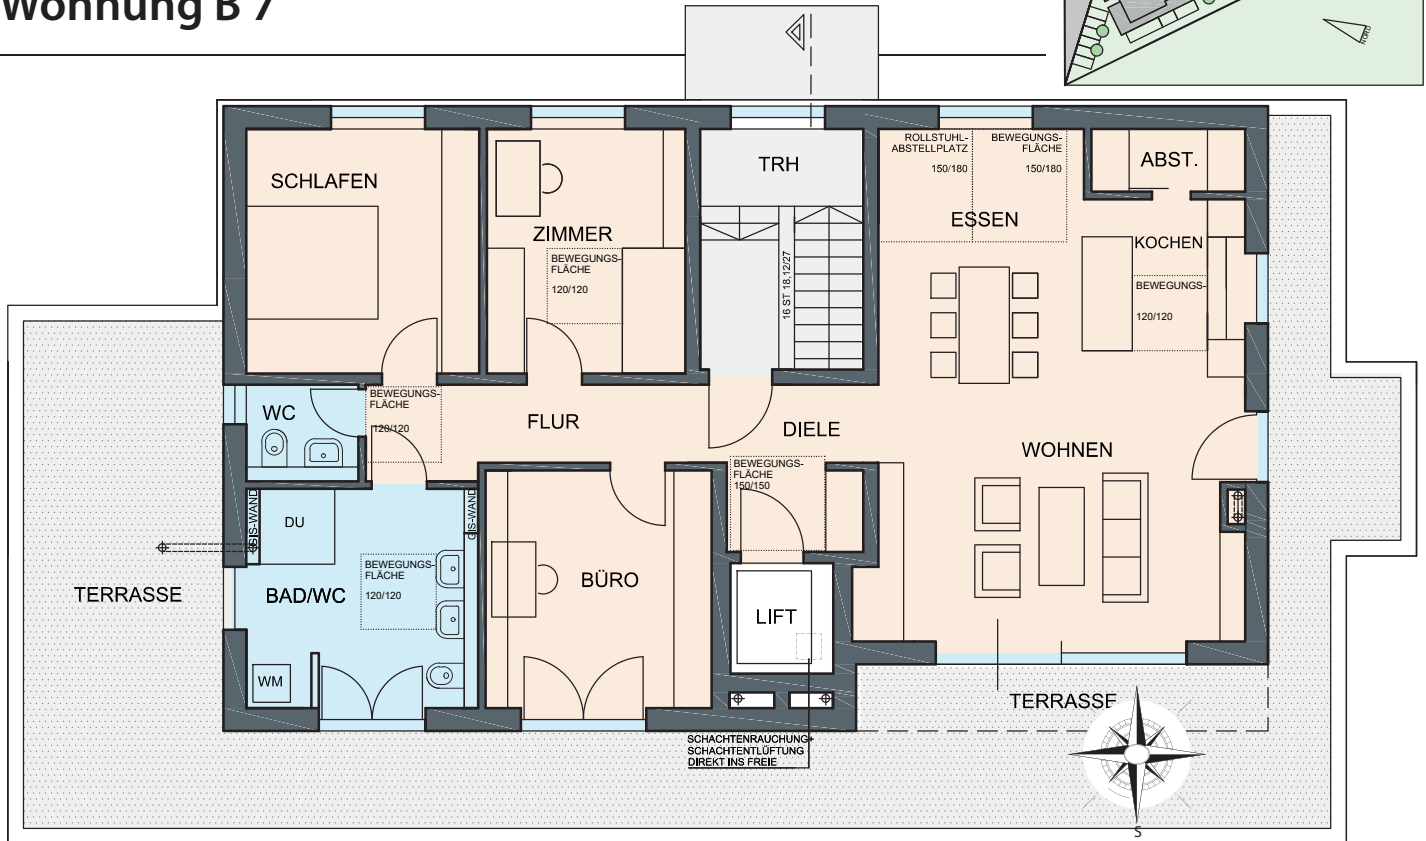 Wohnung B 7
NORD
SCHLAFEN
ZIMMER
BEWEGUNGS-
FLÄCHE
120/120
TRH
16 ST 18,12/27
ROLLSTUHL-
ABSTELLPLATZ
150/180
BEWEGUNGS-
FLÄCHE
150/180
ESSEN
ABST.
KOCHEN
BEWEGUNGS-
120/120
WC
BEWEGUNGS-
FLÄCHE
120/120
FLUR
DIELE
WOHNEN
BEWEGUNGS-
FLÄCHE
150/150
GIS-WAND
DU
GIS-WAND
BEWEGUNGS-
FLÄCHE
120/120
TERRASSE
BAD/WC
BÜRO
LIFT
WM
TERRASSE
SCHACHTENRAUCHUNG+
SCHACHTENTLÜFTUNG
DIREKT INS FREIE
S